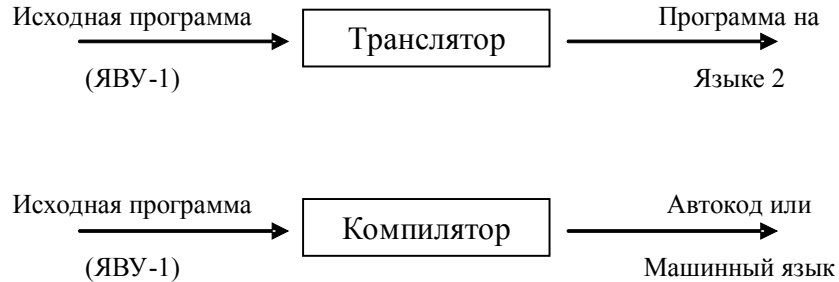 Исходная программа
Транслятор
Программа на
(ЯВУ-1)
Языке 2
Исходная программа
Компилятор
Автокод или
(ЯВУ-1)
Машинный язык